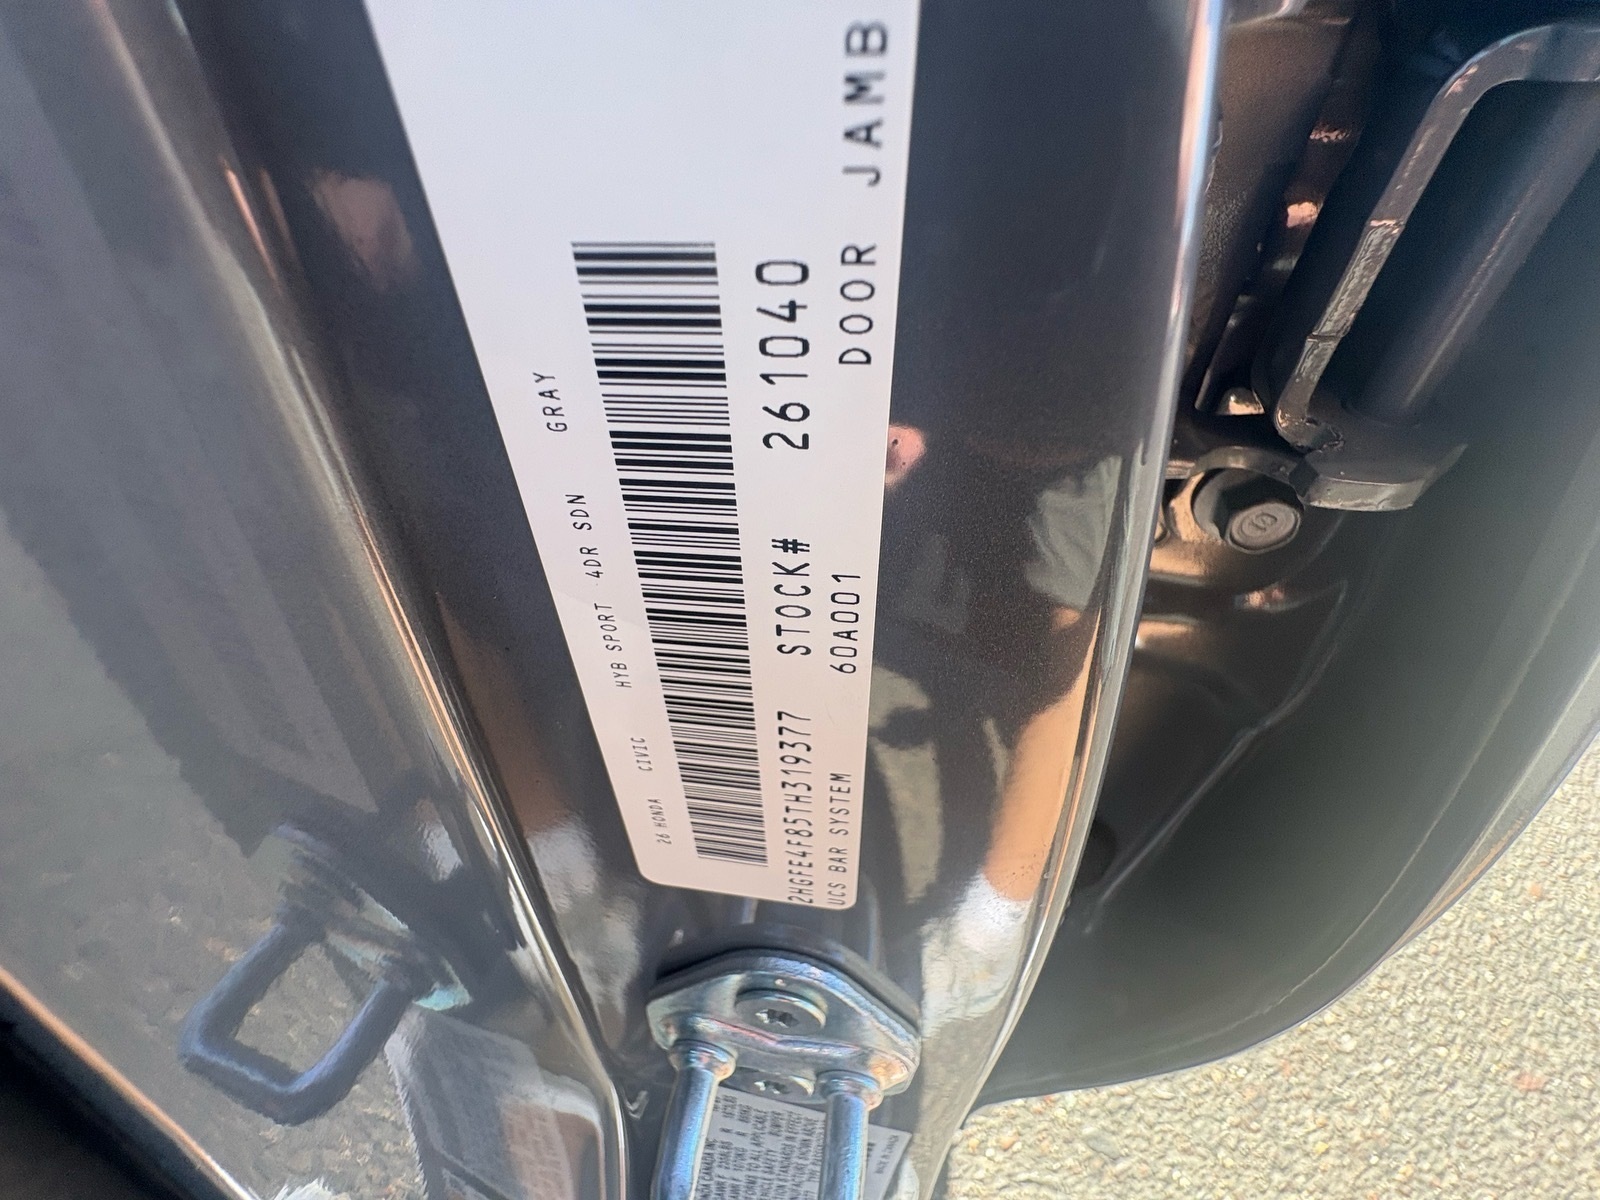 26 HONDA CIVIC HYB SPORT 4DR SDN GRAY
2HGFE4F85TH319377 STOCK# 261040
UCS BAR SYSTEM 60A001 DOOR JAMB